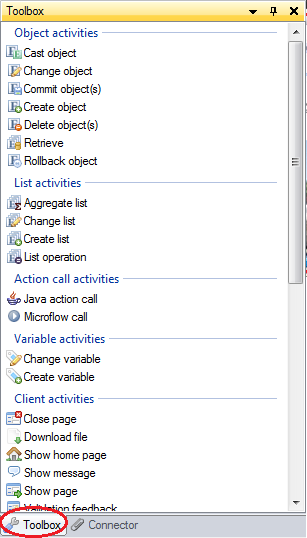 Toolbox
Object activities
Cast object
Change object
Commit object(s)
Create object
Delete object(s)
Retrieve
Rollback object
List activities
Aggregate list
Change list
Create list
List operation
Action call activities
Java action call
Microflow call
Variable activities
Change variable
Create variable
Client activities
Close page
Download file
Show home page
Show message
Show page
Validation feedback
Toolbox Connector